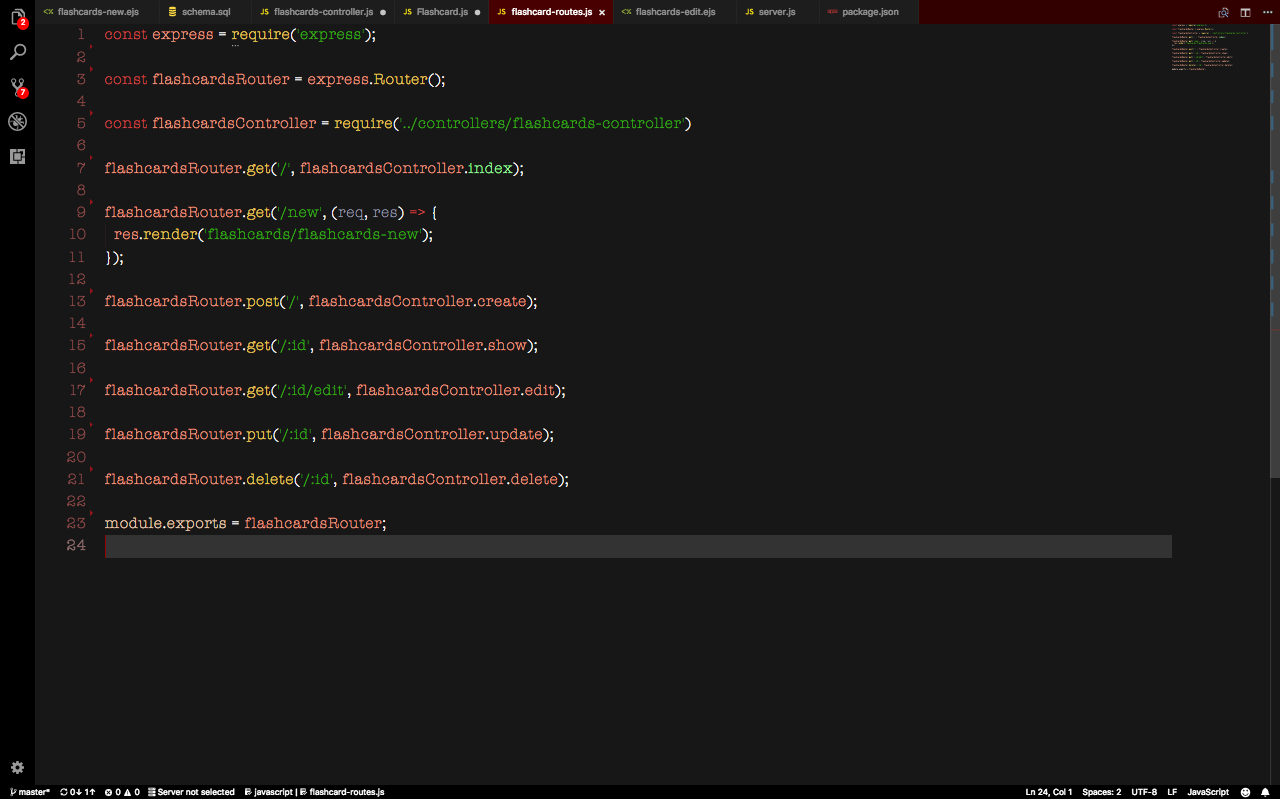 flashcards-new.ejs schema.sql JS flashcards-controller.js JS Flashcard.js JS flashcard-routes.js flashcards-edit.ejs JS server.js package.json
2
7
1 const express = require('express');
2
3 const flashcardsRouter = express.Router();
4
5 const flashcardsController = require('../controllers/flashcards-controller')
6
7 flashcardsRouter.get('/', flashcardsController.index);
8
9 flashcardsRouter.get('/new', (req, res) => {
10 res.render('flashcards/flashcards-new');
11 });
12
13 flashcardsRouter.post('/', flashcardsController.create);
14
15 flashcardsRouter.get('/:id', flashcardsController.show);
16
17 flashcardsRouter.get('/:id/edit', flashcardsController.edit);
18
19 flashcardsRouter.put('/:id', flashcardsController.update);
20
21 flashcardsRouter.delete('/:id', flashcardsController.delete);
22
23 module.exports = flashcardsRouter;
24
master* 0↓ 1↑ 0 0 Server not selected javascript | flashcard-routes.js Ln 24, Col 1 Spaces: 2 UTF-8 LF JavaScript